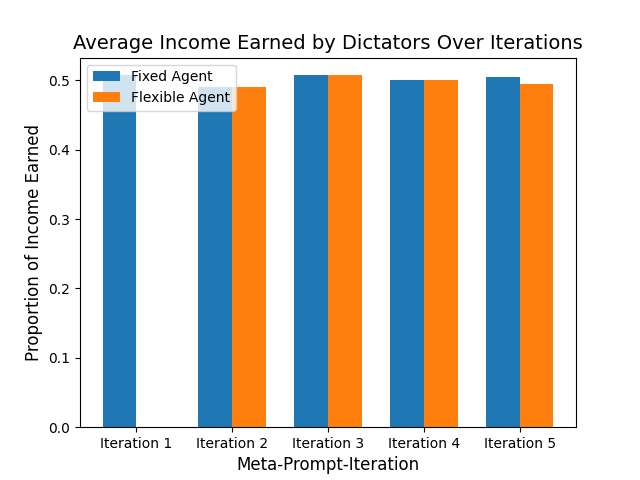 Average Income Earned by Dictators Over Iterations
Fixed Agent
Flexible Agent
Proportion of Income Earned
0.5
0.4
0.3
0.2
0.1
0.0
Iteration 1 Iteration 2 Iteration 3 Iteration 4 Iteration 5
Meta-Prompt-Iteration